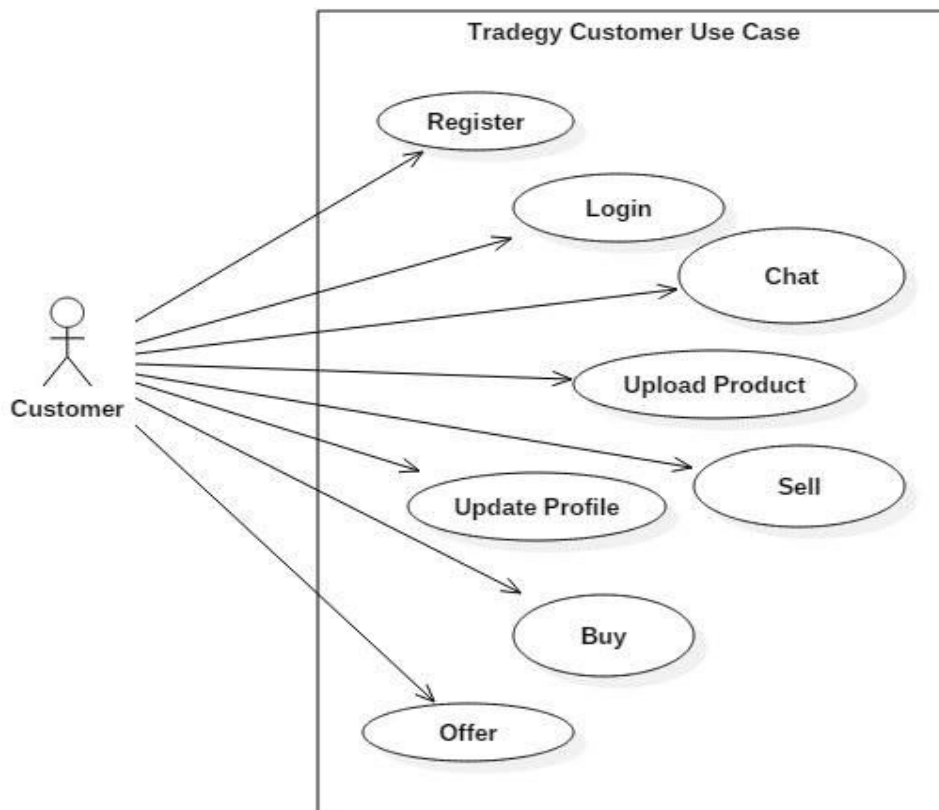 Tradegy Customer Use Case
Register
Login
Chat
Customer
Upload Product
Sell
Update Profile
Buy
Offer